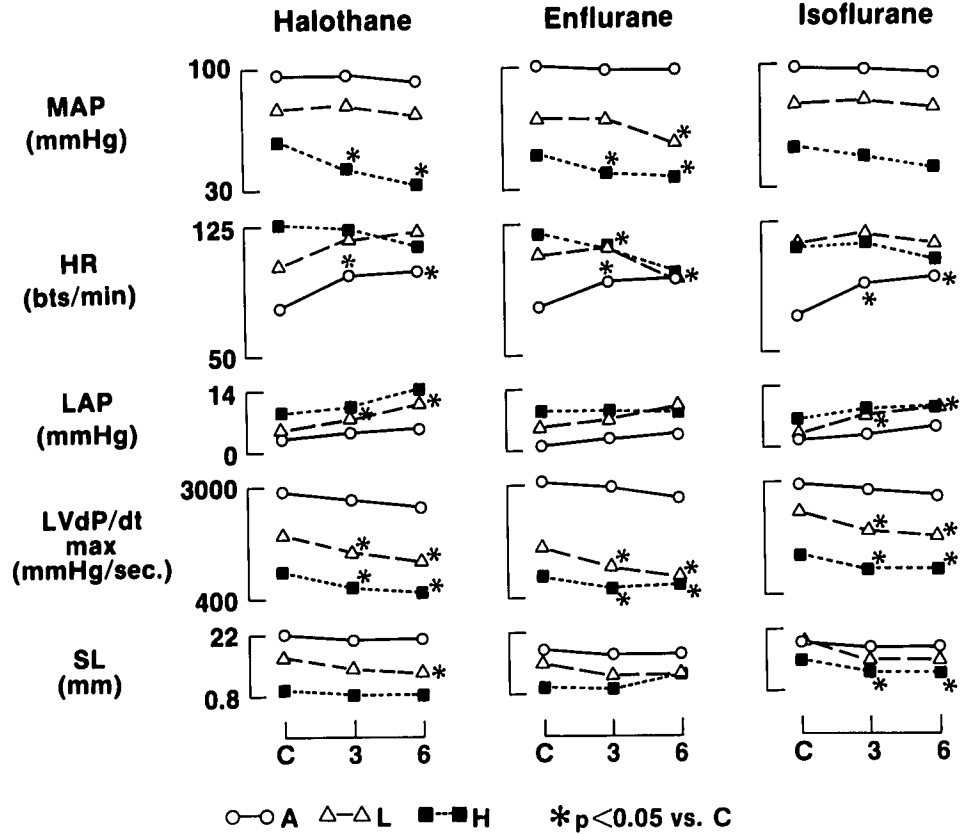 Halothane Enflurane Isoflurane
100
MAP
(mmHg)
* * * * *
30
125
HR
(bts/min)
* * * * * * *
50
14
LAP
(mmHg)
* * * *
0
3000
LVdP/dt
max
(mmHg/sec.)
* * * * * * * * * * * *
400
22
SL
(mm)
* * *
0.8
C 3 6 C 3 6 C 3 6
A L H *p<0.05 vs. C